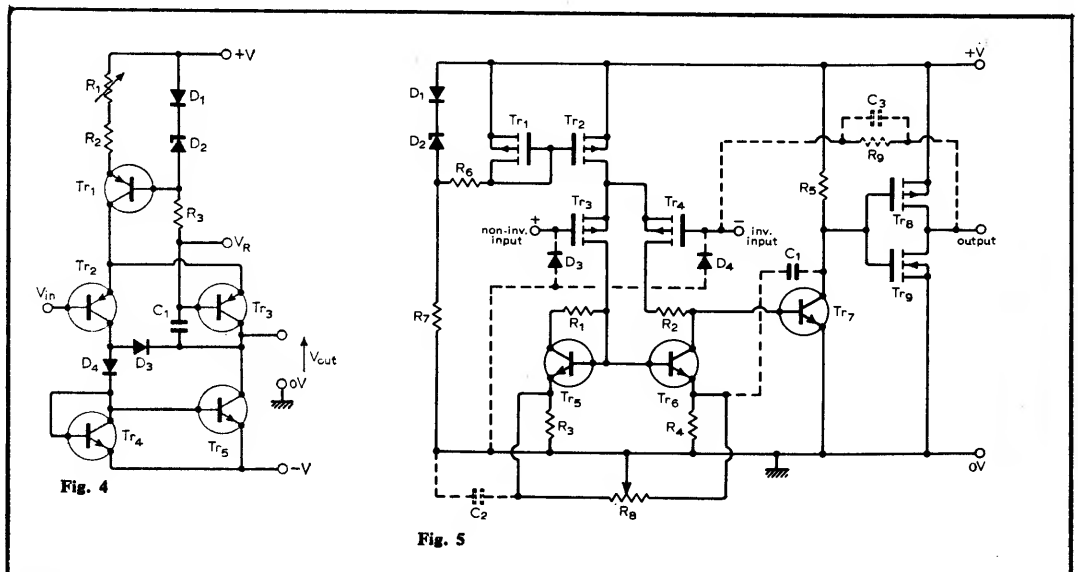 +V
R1
D1
D2
R2
Tr1
R3
VR
Tr2
Vin
C1
Tr3
D4
D3
Vout
0V
Tr4
Tr5
-V
Fig. 4
+V
D1
D2
Tr1
Tr2
R6
C3
R9
R5
Tr3
Tr4
Tr8
+
non-inv. input
-
inv. input
output
D3
D4
C1
Tr9
R7
R1
R2
Tr7
Tr5
Tr6
R3
R4
0V
C2
R8
Fig. 5